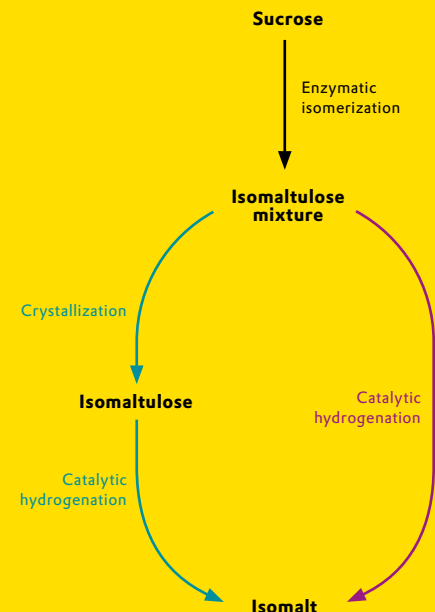 Sucrose
Enzymatic
isomerization
Isomaltulose
mixture
Crystallization
Isomaltulose
Catalytic
hydrogenation
Catalytic
hydrogenation
Isomalt